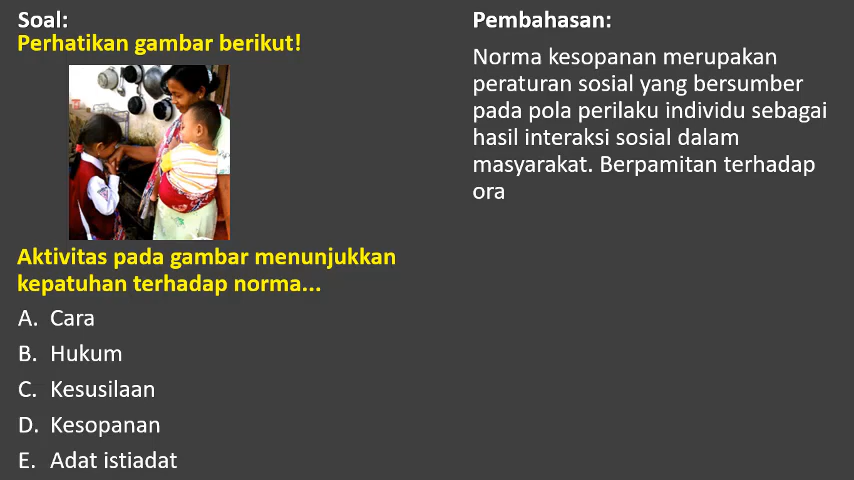 Soal:
Perhatikan gambar berikut!
Aktivitas pada gambar menunjukkan
kepatuhan terhadap norma...
A. Cara
B. Hukum
C. Kesusilaan
D. Kesopanan
E. Adat istiadat
Pembahasan:
Norma kesopanan merupakan
peraturan sosial yang bersumber
pada pola perilaku individu sebagai
hasil interaksi sosial dalam
masyarakat. Berpamitan terhadap
ora